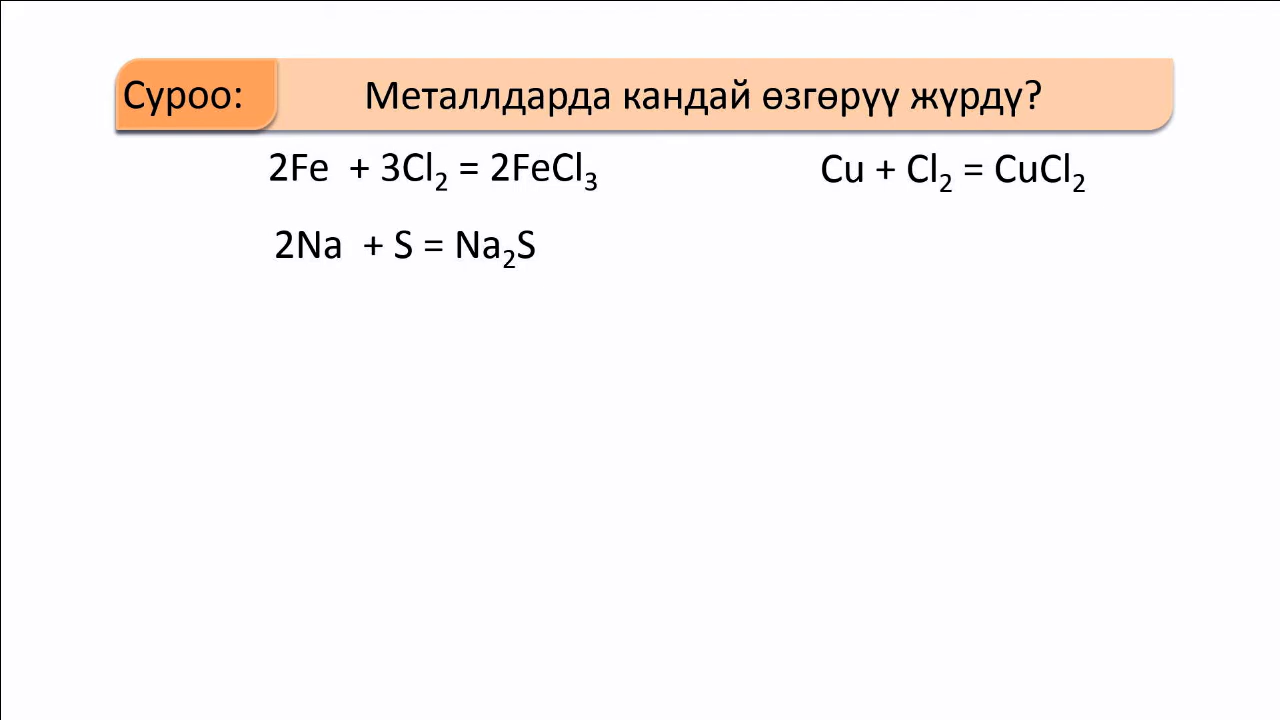 Суроо: Металлдарда кандай өзгөрүү жүрдү?
2Fe + 3Cl₂ = 2FeCl₃ Cu + Cl₂ = CuCl₂
2Na + S = Na₂S